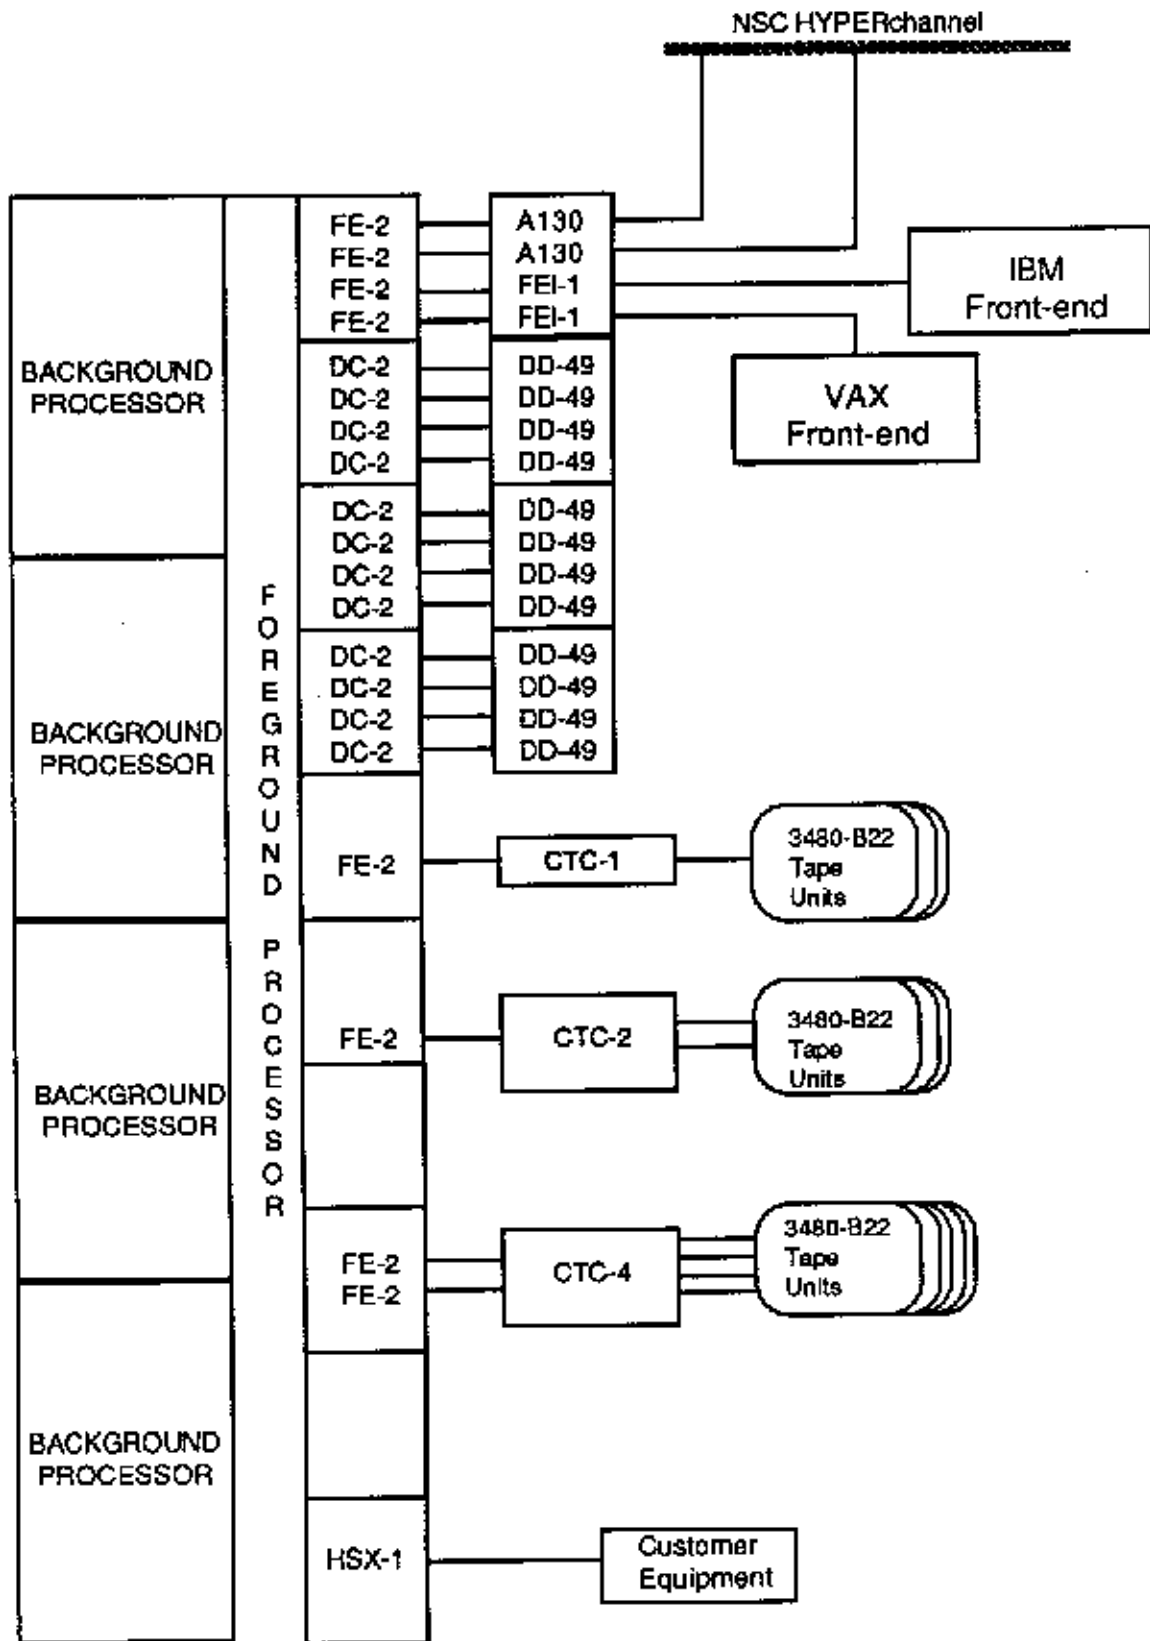 NSC HYPERchannel
FE-2
FE-2
FE-2
FE-2
A130
A130
FEI-1
FEI-1
IBM
Front-end
VAX
Front-end
BACKGROUND
PROCESSOR
DC-2
DC-2
DC-2
DC-2
DD-49
DD-49
DD-49
DD-49
DC-2
DC-2
DC-2
DC-2
DD-49
DD-49
DD-49
DD-49
FOREGROUND PROCESSOR
BACKGROUND
PROCESSOR
DC-2
DC-2
DC-2
DC-2
DD-49
DD-49
DD-49
DD-49
FE-2
CTC-1
3480-B22
Tape
Units
FE-2
CTC-2
3480-B22
Tape
Units
BACKGROUND
PROCESSOR
FE-2
FE-2
CTC-4
3480-B22
Tape
Units
BACKGROUND
PROCESSOR
HSX-1
Customer
Equipment